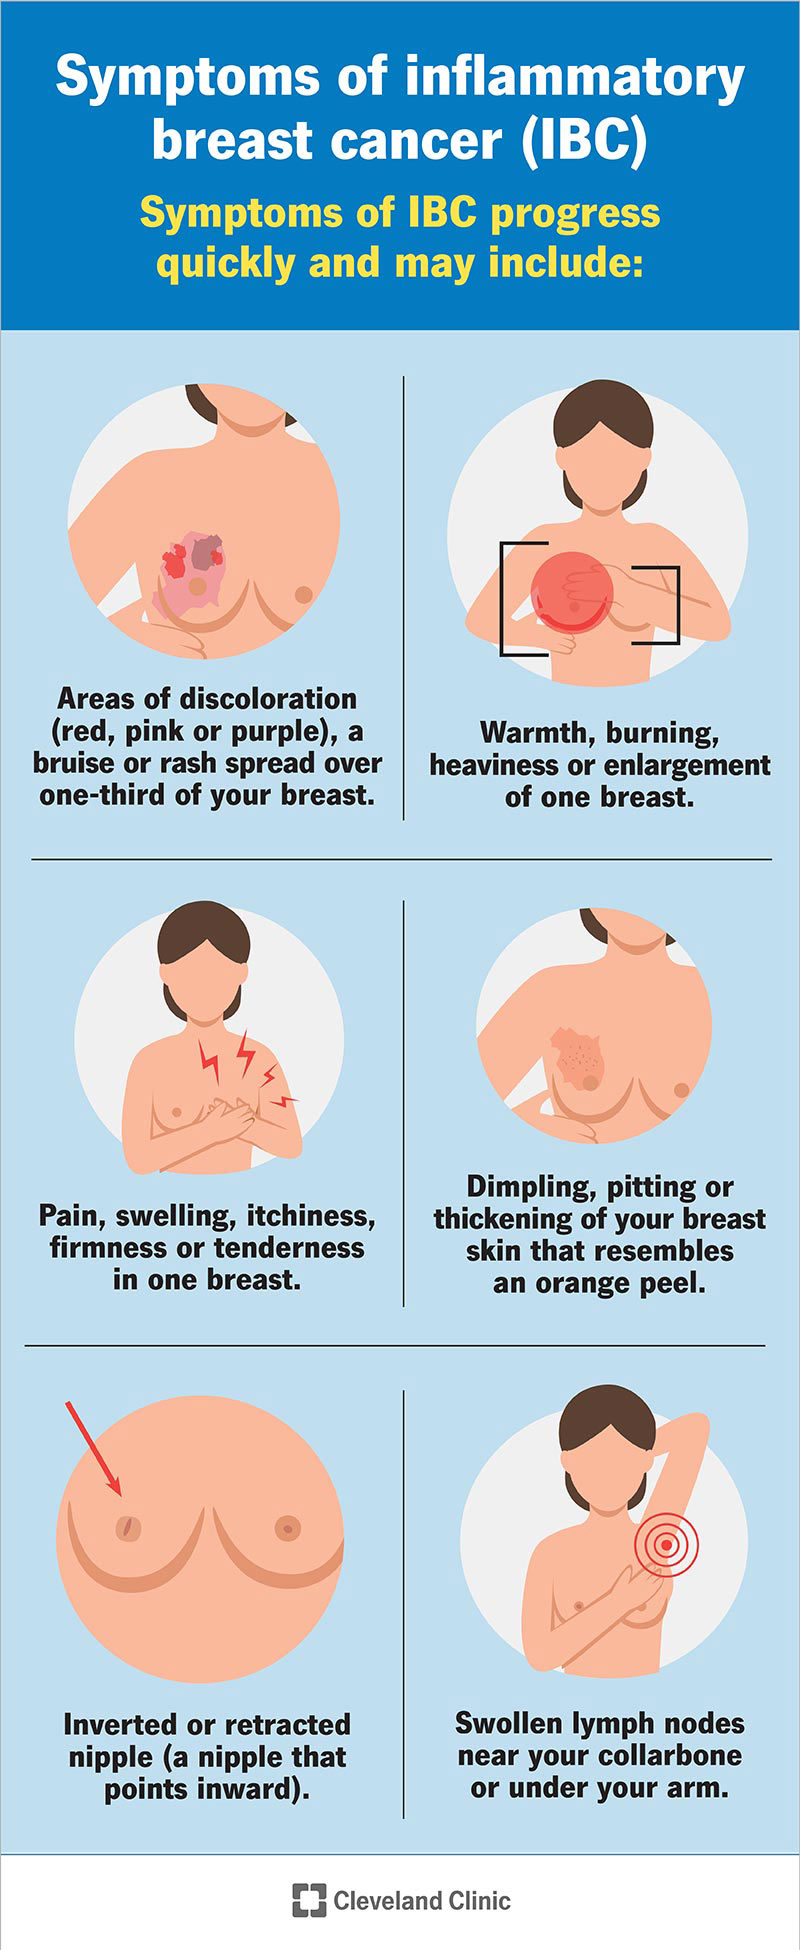 Symptoms of inflammatory
breast cancer (IBC)
Symptoms of IBC progress
quickly and may include:
Areas of discoloration
(red, pink or purple), a
bruise or rash spread over
one-third of your breast.
Warmth, burning,
heaviness or enlargement
of one breast.
Pain, swelling, itchiness,
firmness or tenderness
in one breast.
Dimpling, pitting or
thickening of your breast
skin that resembles
an orange peel.
Inverted or retracted
nipple (a nipple that
points inward).
Swollen lymph nodes
near your collarbone
or under your arm.
Cleveland Clinic